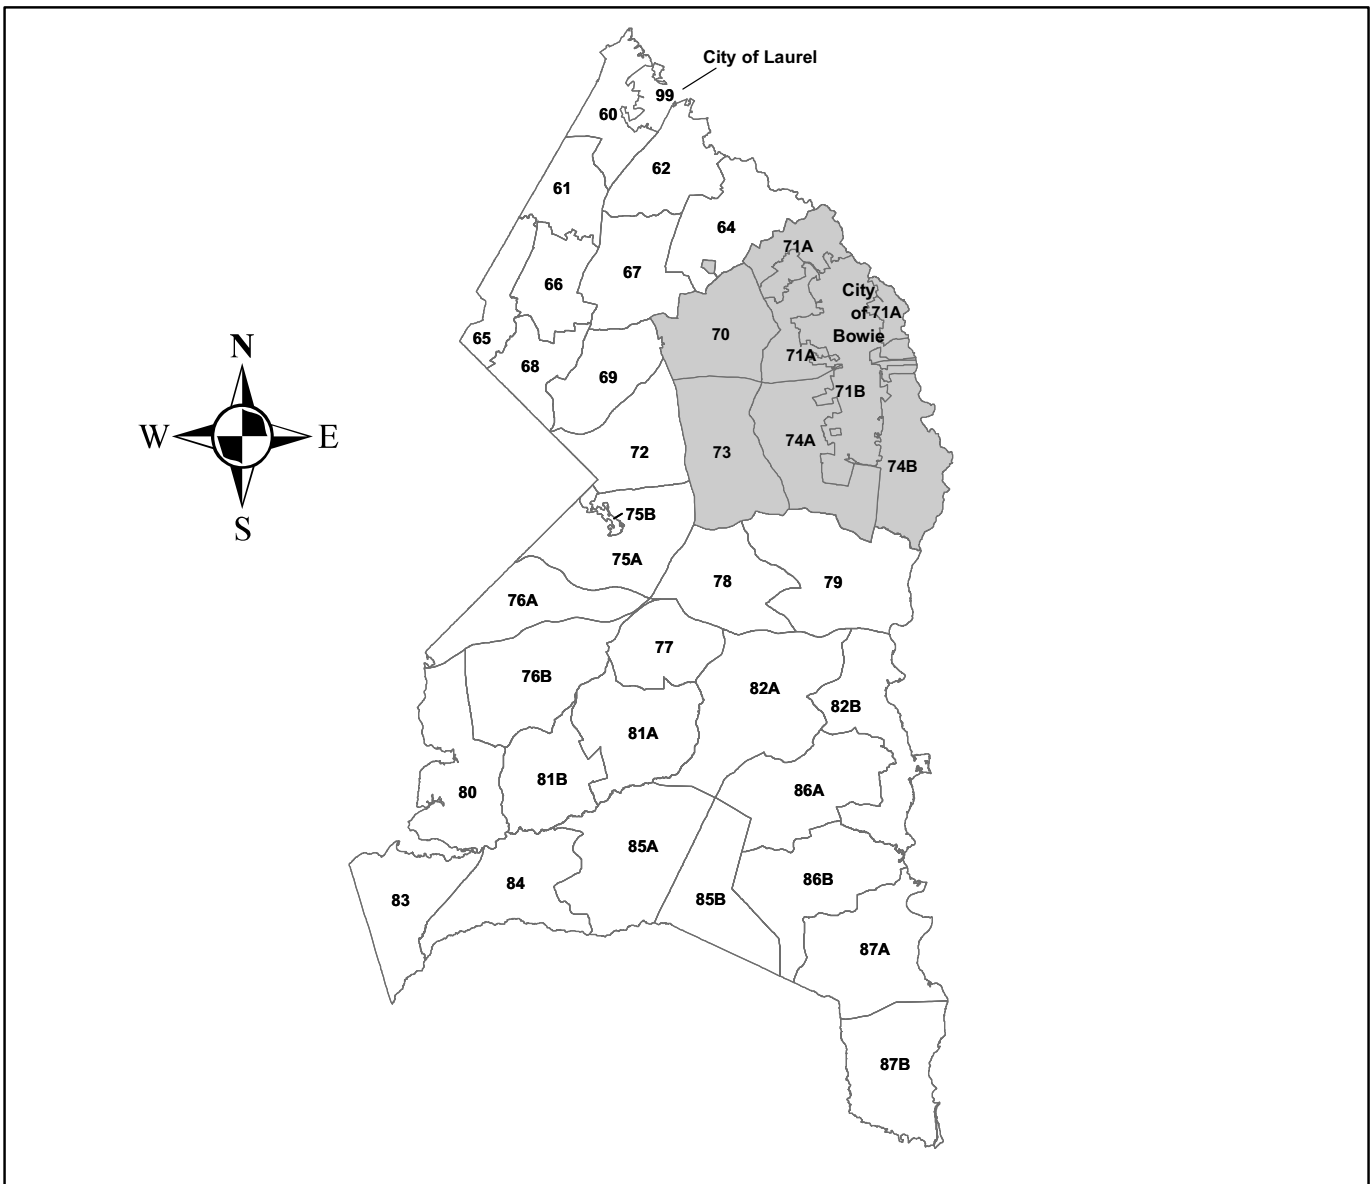 City of Laurel
99
60
62
61
64
71A
67
66
City
of 71A
Bowie
65
70
68
71A
69
71B
N
W
E
S
72
73
74A
74B
75B
75A
78
79
76A
77
76B
82A
82B
81A
81B
80
86A
85A
84
86B
83
85B
87A
87B